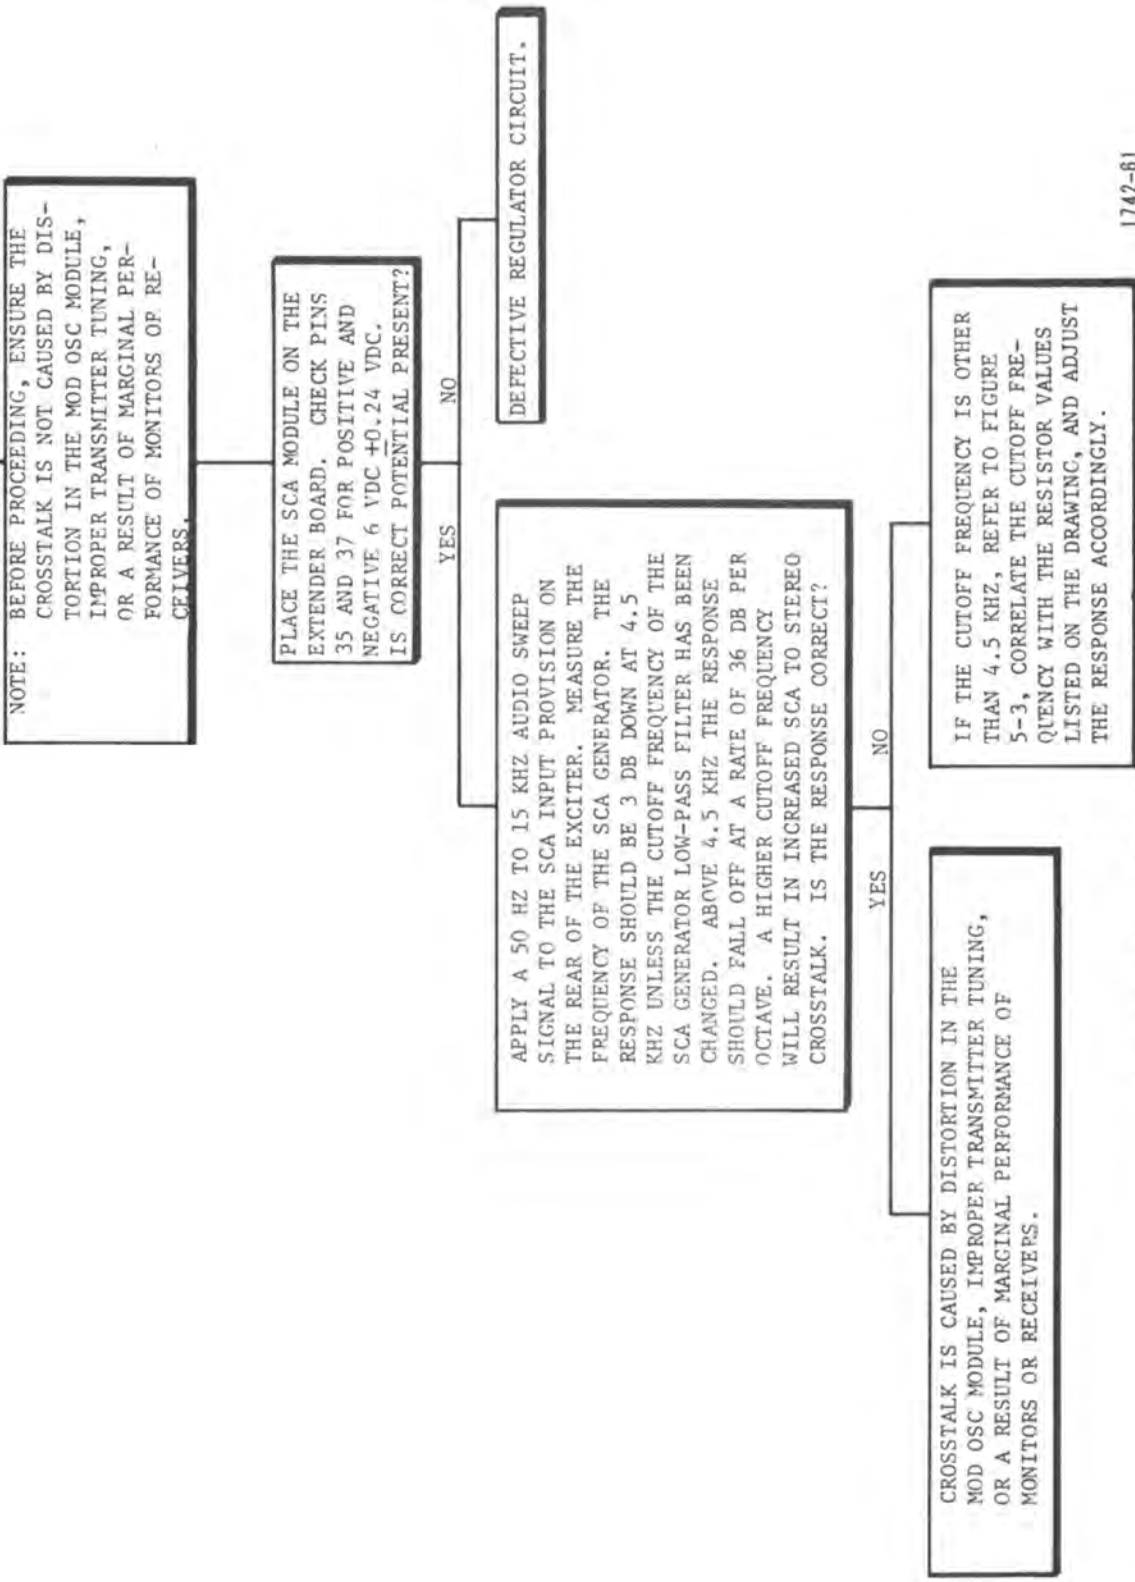 NOTE: BEFORE PROCEEDING, ENSURE THE
CROSSTALK IS NOT CAUSED BY DIS-
TORTION IN THE MOD OSC MODULE,
IMPROPER TRANSMITTER TUNING,
OR A RESULT OF MARGINAL PER-
FORMANCE OF MONITORS OR RE-
CEIVERS.
PLACE THE SCA MODULE ON THE
EXTENDER BOARD. CHECK PINS
35 AND 37 FOR POSITIVE AND
NEGATIVE 6 VDC ±0.24 VDC.
IS CORRECT POTENTIAL PRESENT?
YES
NO
DEFECTIVE REGULATOR CIRCUIT.
APPLY A 50 HZ TO 15 KHZ AUDIO SWEEP
SIGNAL TO THE SCA INPUT PROVISION ON
THE REAR OF THE EXCITER. MEASURE THE
FREQUENCY OF THE SCA GENERATOR. THE
RESPONSE SHOULD BE 3 DB DOWN AT 4.5
KHZ UNLESS THE CUTOFF FREQUENCY OF THE
SCA GENERATOR LOW-PASS FILTER HAS BEEN
CHANGED. ABOVE 4.5 KHZ THE RESPONSE
SHOULD FALL OFF AT A RATE OF 36 DB PER
OCTAVE. A HIGHER CUTOFF FREQUENCY
WILL RESULT IN INCREASED SCA TO STEREO
CROSSTALK. IS THE RESPONSE CORRECT?
YES
NO
CROSSTALK IS CAUSED BY DISTORTION IN THE
MOD OSC MODULE, IMPROPER TRANSMITTER TUNING,
OR A RESULT OF MARGINAL PERFORMANCE OF
MONITORS OR RECEIVERS.
IF THE CUTOFF FREQUENCY IS OTHER
THAN 4.5 KHZ, REFER TO FIGURE
5-3, CORRELATE THE CUTOFF FRE-
QUENCY WITH THE RESISTOR VALUES
LISTED ON THE DRAWING, AND ADJUST
THE RESPONSE ACCORDINGLY.
1742-61